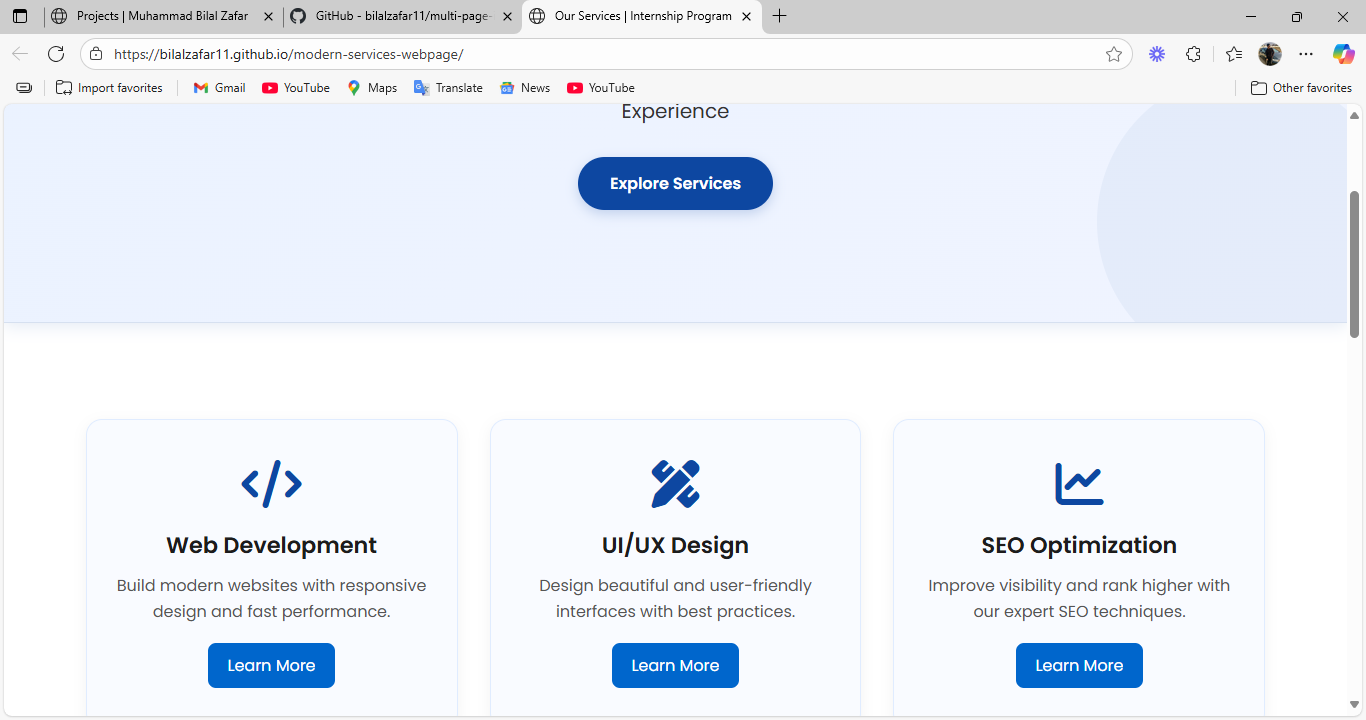 Projects | Muhammad Bilal Zafar
GitHub - bilalzafar11/multi-page-
Our Services | Internship Program
https://bilalzafar11.github.io/modern-services-webpage/
Import favorites
Gmail
YouTube
Maps
Translate
News
YouTube
Other favorites
Experience
Explore Services
Web Development
Build modern websites with responsive
design and fast performance.
Learn More
UI/UX Design
Design beautiful and user-friendly
interfaces with best practices.
Learn More
SEO Optimization
Improve visibility and rank higher with
our expert SEO techniques.
Learn More